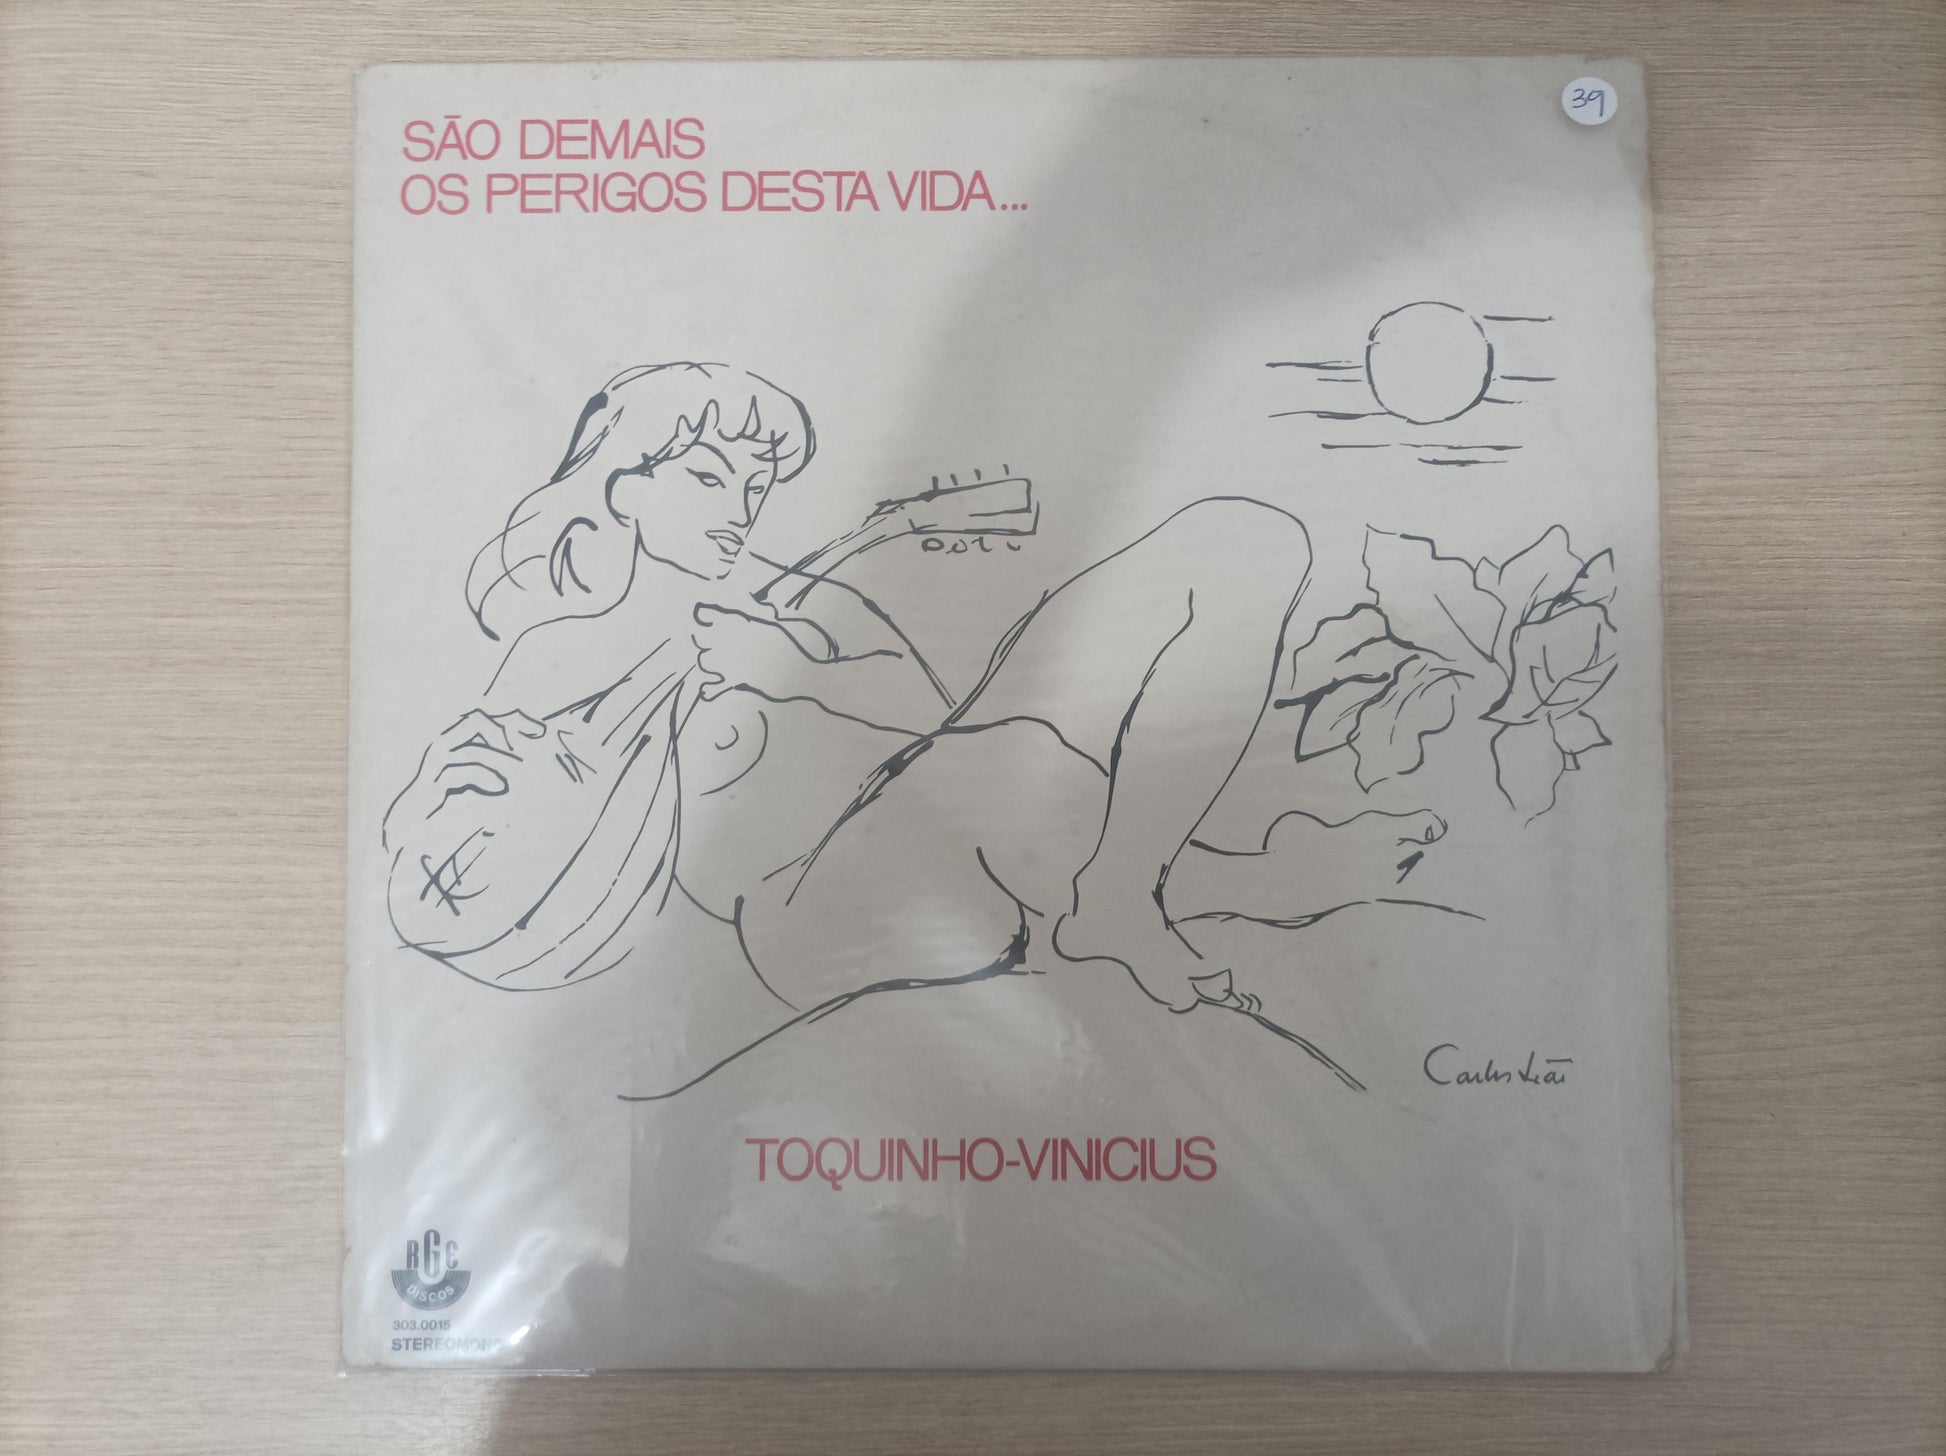 39
SÃO DEMAIS
OS PERIGOS DESTA VIDA...
Carlos Leão
TOQUINHO-VINICIUS
RGE
DISCOS
303.0015
STEREOMONO